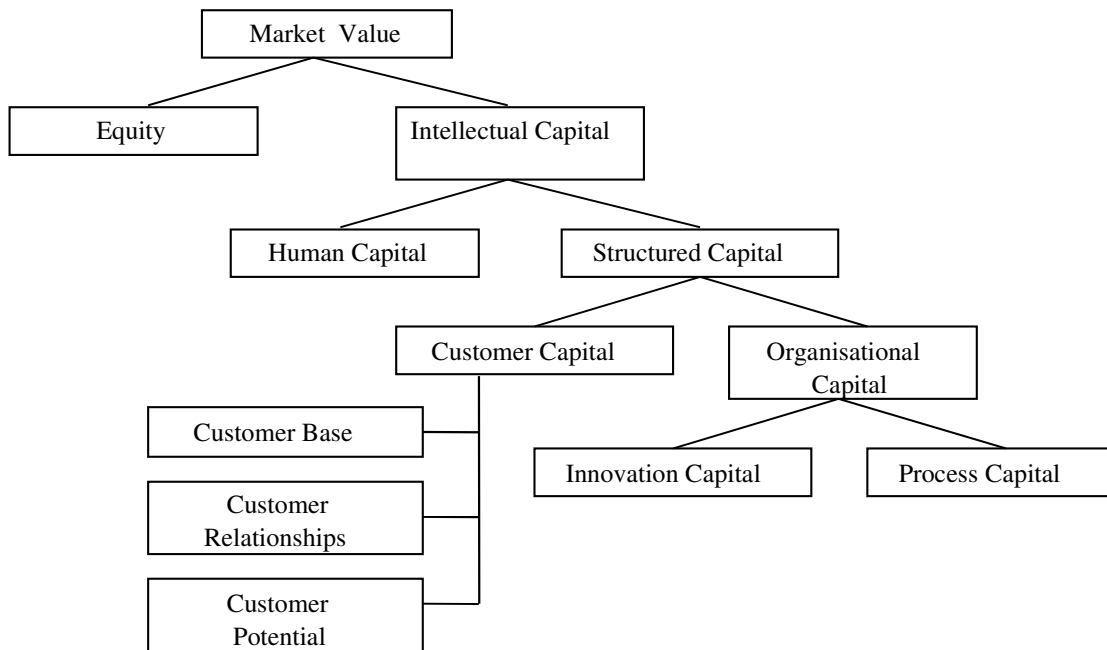 Market Value
Equity
Intellectual Capital
Human Capital
Structured Capital
Customer Capital
Organisational
Capital
Customer Base
Innovation Capital
Process Capital
Customer
Relationships
Customer
Potential